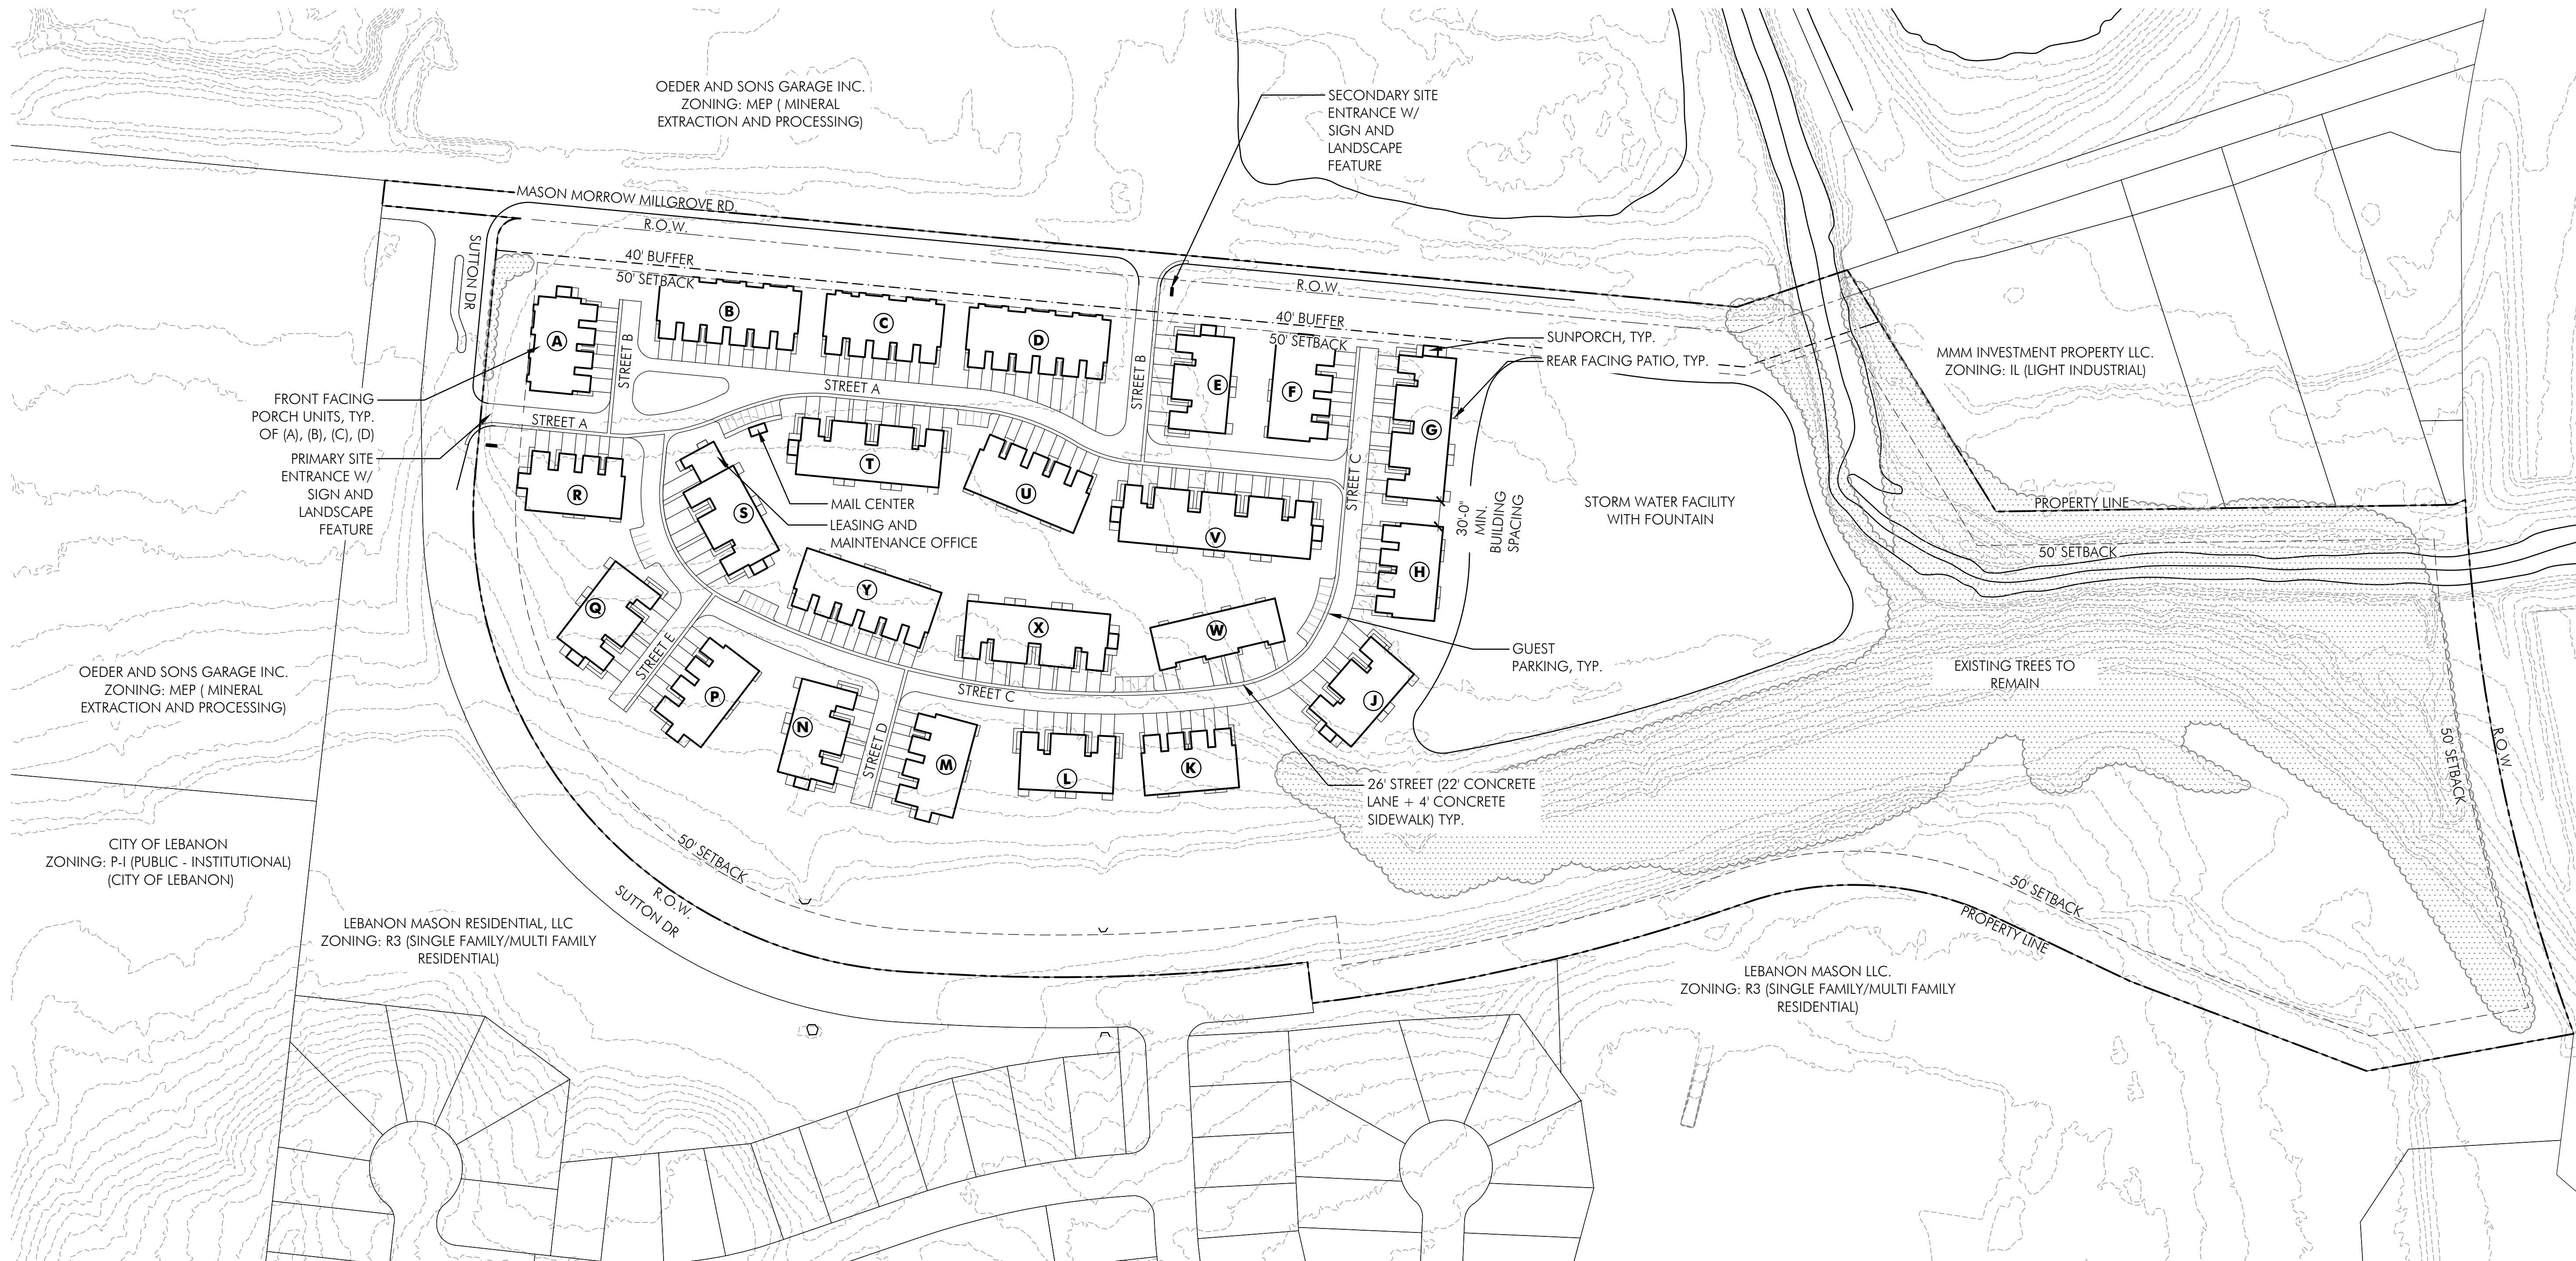 OEDER AND SONS GARAGE INC.
ZONING: MEP ( MINERAL
EXTRACTION AND PROCESSING)
SECONDARY SITE
ENTRANCE W/
SIGN AND
LANDSCAPE
FEATURE
MASON MORROW MILLGROVE RD.
R.O.W.
SUTTON DR
40' BUFFER
50' SETBACK
R.O.W.
40' BUFFER
50' SETBACK
SUNPORCH, TYP.
REAR FACING PATIO, TYP.
MMM INVESTMENT PROPERTY LLC.
ZONING: IL (LIGHT INDUSTRIAL)
A
B
C
D
E
F
G
STREET B
STREET B
STREET A
STREET A
FRONT FACING
PORCH UNITS, TYP.
OF (A), (B), (C), (D)
PRIMARY SITE
ENTRANCE W/
SIGN AND
LANDSCAPE
FEATURE
R
S
T
U
V
H
STREET C
MAIL CENTER
LEASING AND
MAINTENANCE OFFICE
30'-0"
MIN.
BUILDING
SPACING
STORM WATER FACILITY
WITH FOUNTAIN
PROPERTY LINE
50' SETBACK
Q
Y
X
W
J
P
N
M
L
K
STREET E
STREET C
STREET D
GUEST
PARKING, TYP.
EXISTING TREES TO
REMAIN
OEDER AND SONS GARAGE INC.
ZONING: MEP ( MINERAL
EXTRACTION AND PROCESSING)
26' STREET (22' CONCRETE
LANE + 4' CONCRETE
SIDEWALK) TYP.
50' SETBACK
R.O.W.
CITY OF LEBANON
ZONING: P-I (PUBLIC - INSTITUTIONAL)
(CITY OF LEBANON)
50' SETBACK
R.O.W.
SUTTON DR
50' SETBACK
PROPERTY LINE
LEBANON MASON RESIDENTIAL, LLC
ZONING: R3 (SINGLE FAMILY/MULTI FAMILY
RESIDENTIAL)
LEBANON MASON LLC.
ZONING: R3 (SINGLE FAMILY/MULTI FAMILY
RESIDENTIAL)